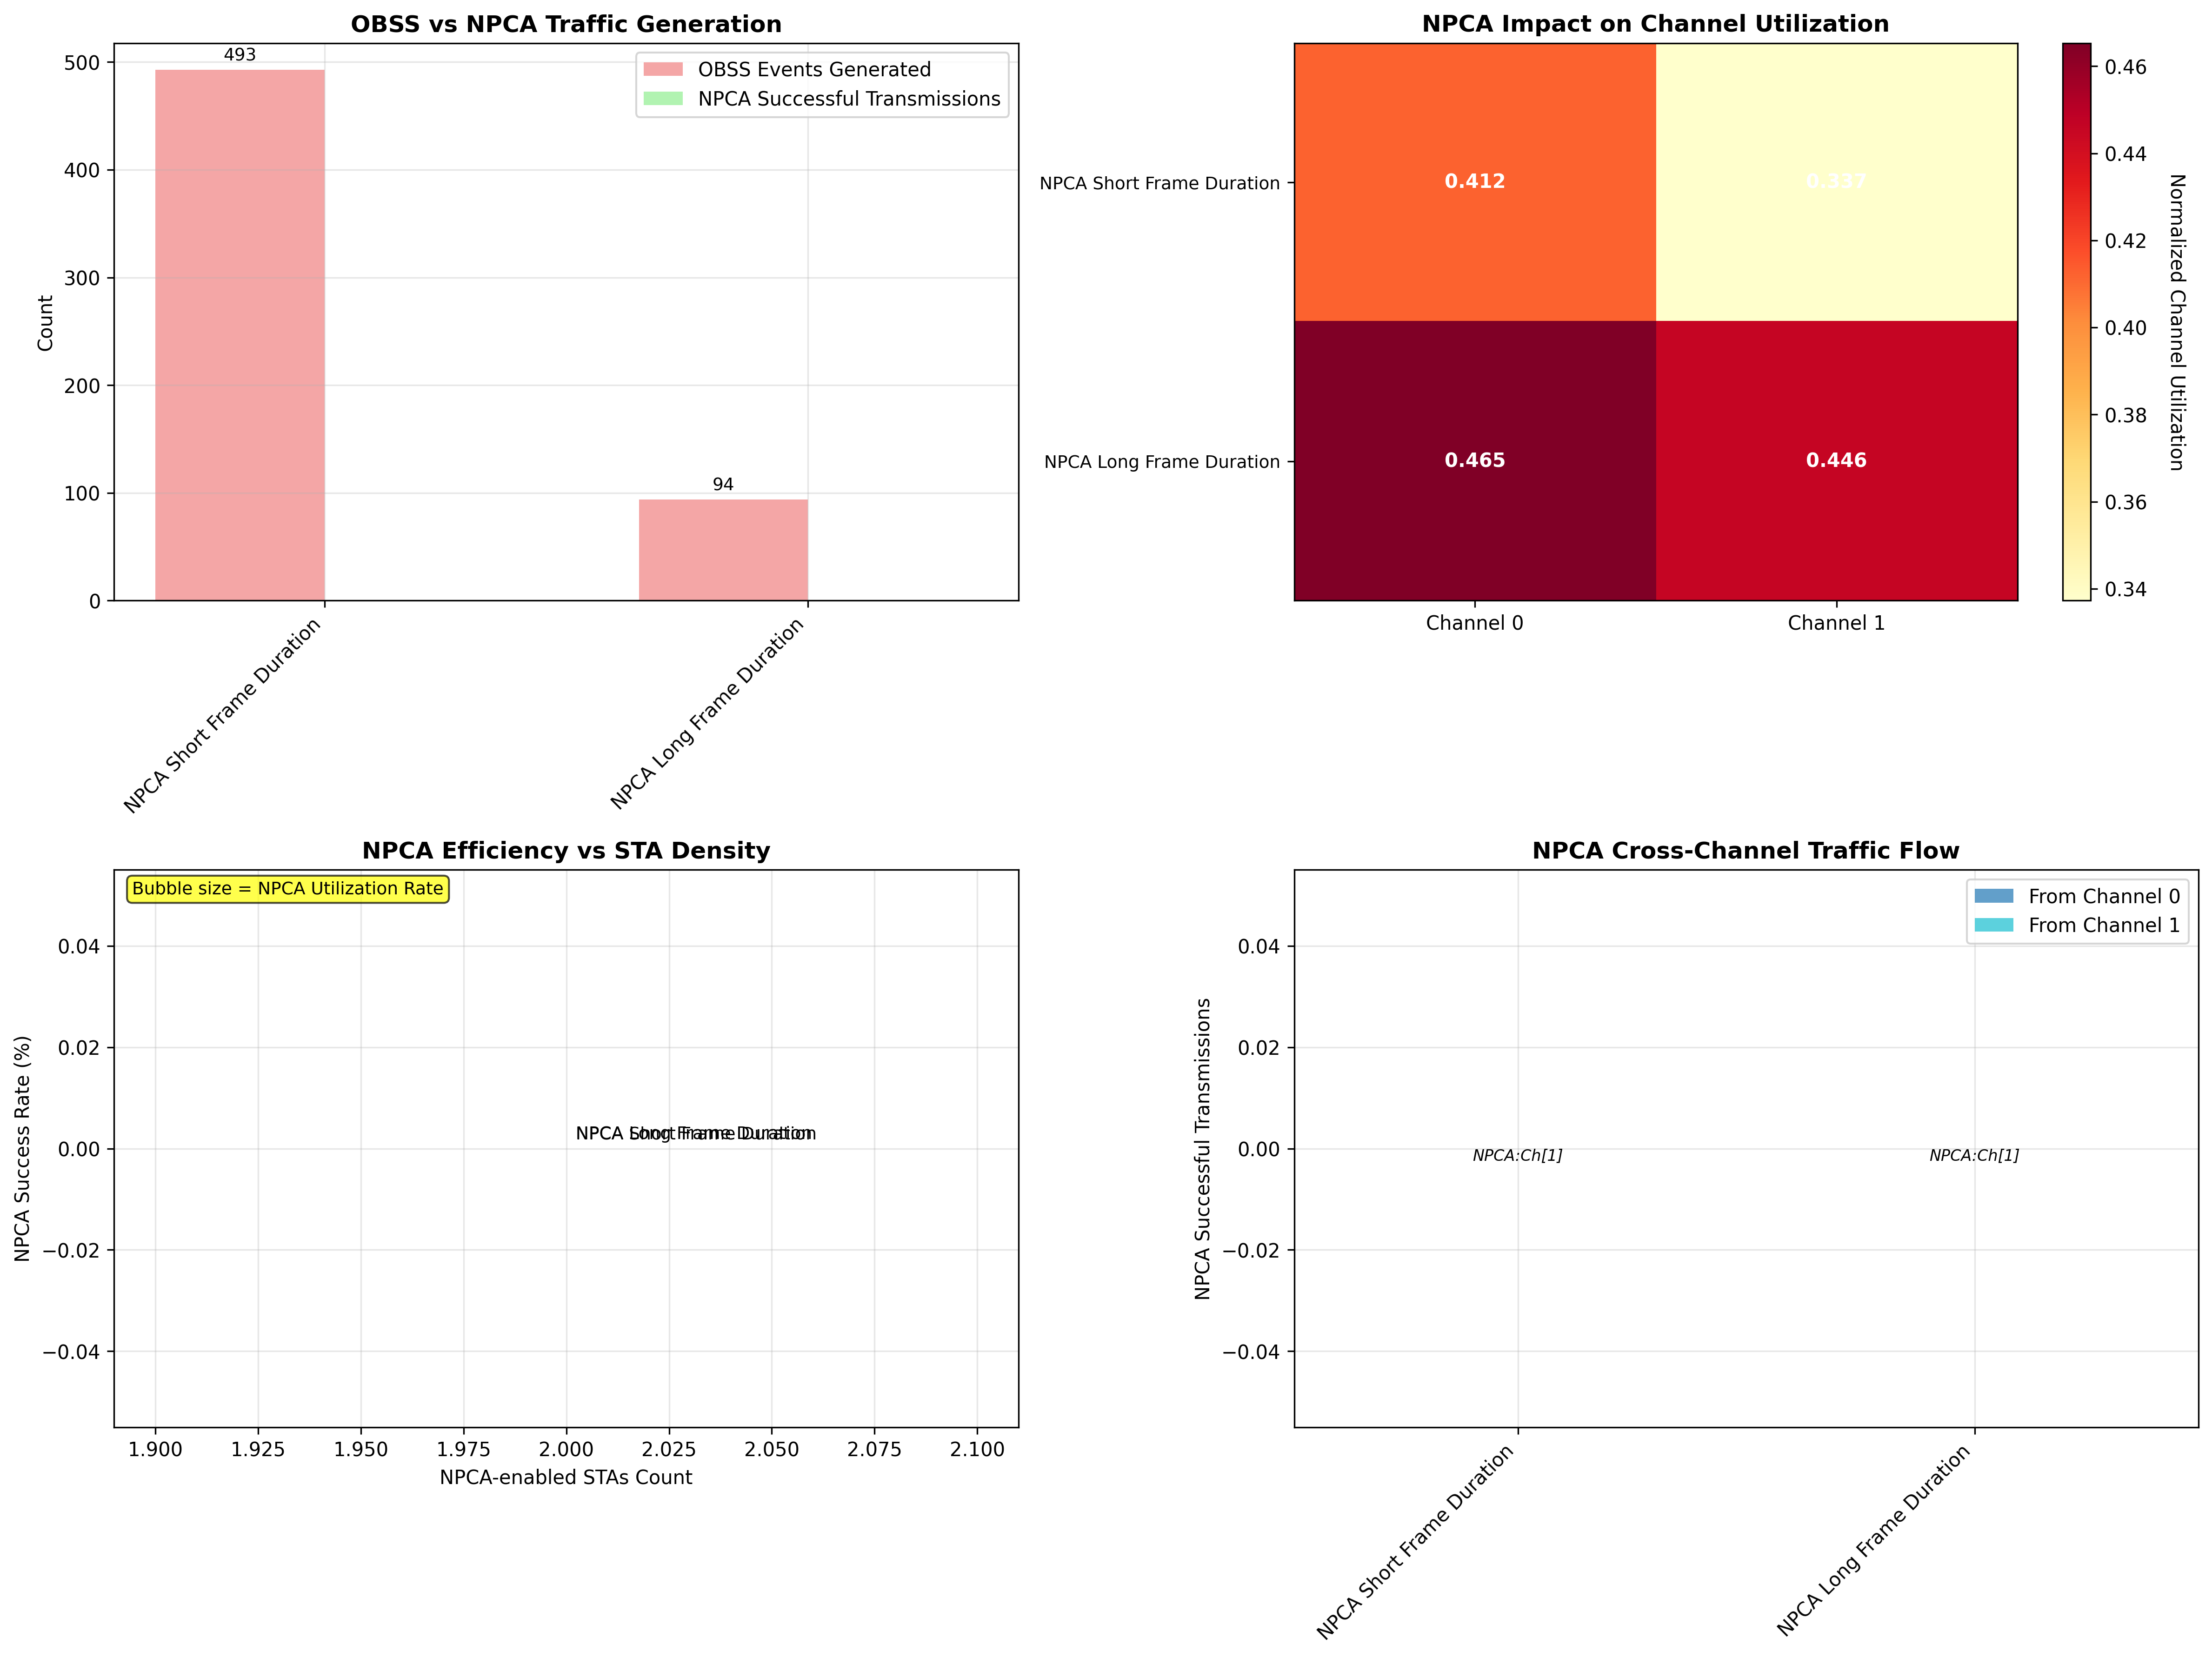 OBSS vs NPCA Traffic Generation
Count
500
400
300
200
100
0
493
94
OBSS Events Generated
NPCA Successful Transmissions
NPCA Short Frame Duration
NPCA Long Frame Duration
NPCA Impact on Channel Utilization
NPCA Short Frame Duration
NPCA Long Frame Duration
0.412
0.337
0.465
0.446
Channel 0
Channel 1
0.46
0.44
0.42
0.40
0.38
0.36
0.34
Normalized Channel Utilization
NPCA Efficiency vs STA Density
Bubble size = NPCA Utilization Rate
NPCA Success Rate (%)
0.04
0.02
0.00
−0.02
−0.04
NPCA Short Frame Duration
NPCA Long Frame Duration
1.900
1.925
1.950
1.975
2.000
2.025
2.050
2.075
2.100
NPCA-enabled STAs Count
NPCA Cross-Channel Traffic Flow
From Channel 0
From Channel 1
NPCA Successful Transmissions
0.04
0.02
0.00
−0.02
−0.04
NPCA:Ch[1]
NPCA:Ch[1]
NPCA Short Frame Duration
NPCA Long Frame Duration